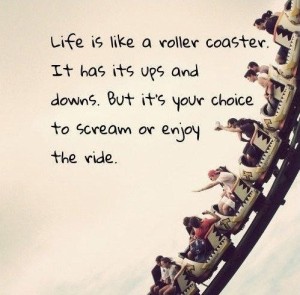 Life is like a roller coaster.
It has its ups and
downs. But it's your choice
to scream or enjoy
the ride.